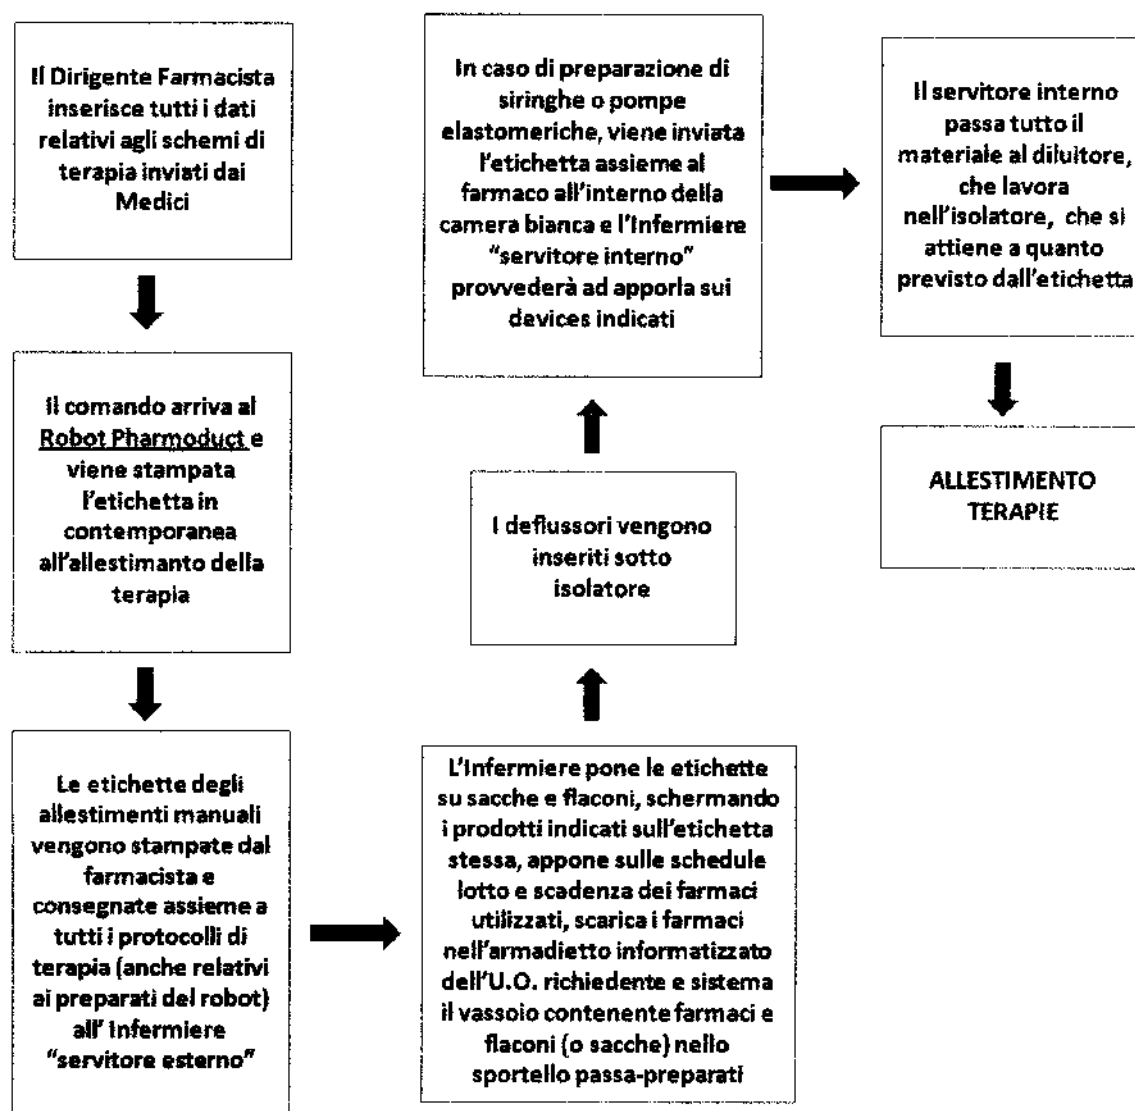 Il Dirigente Farmacista
inserisce tutti i dati
relativi agli schemi di
terapia inviati dai
Medici
Il comando arriva al
Robot Pharmoduct e
viene stampata
l'etichetta in
contemporanea
all'allestimanto della
terapia
Le etichette degli
allestimenti manuali
vengono stampate dal
farmacista e
consegnate assieme a
tutti i protocolli di
terapia (anche relativi
ai preparati del robot)
all' Infermiere
"servitore esterno"
L'Infermiere pone le etichette
su sacche e flaconi, schermando
i prodotti indicati sull'etichetta
stessa, appone sulle schedule
lotto e scadenza dei farmaci
utilizzati, scarica i farmaci
nell'armadietto informatizzato
dell'U.O. richiedente e sistema
il vassoio contenente farmaci e
flaconi (o sacche) nello
sportello passa-preparati
I deflussori vengono
inseriti sotto
isolatore
In caso di preparazione di
siringhe o pompe
elastomeriche, viene inviata
l'etichetta assieme al
farmaco all'interno della
camera bianca e l'Infermiere
"servitore interno"
provvederà ad apporla sui
devices indicati
Il servitore interno
passa tutto il
materiale al diluitore,
che lavora
nell'isolatore, che si
attiene a quanto
previsto dall'etichetta
ALLESTIMENTO
TERAPIE